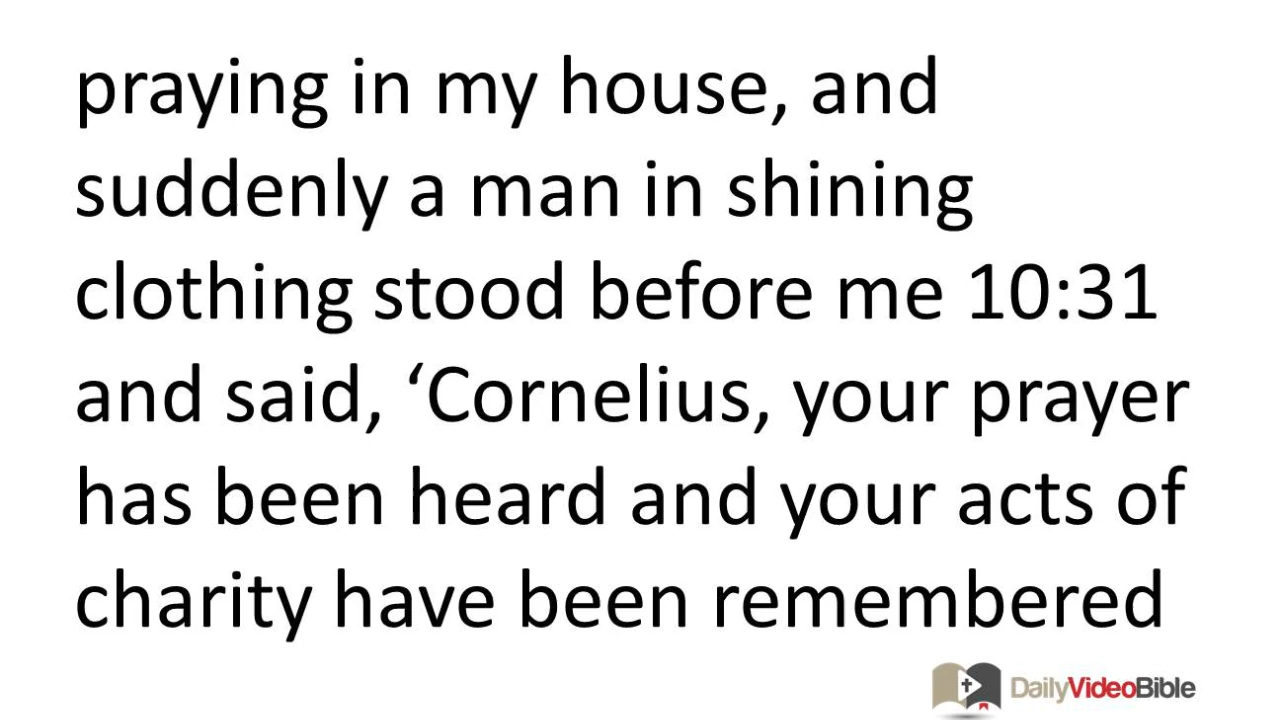 praying in my house, and
suddenly a man in shining
clothing stood before me 10:31
and said, ‘Cornelius, your prayer
has been heard and your acts of
charity have been remembered
DailyVideoBible